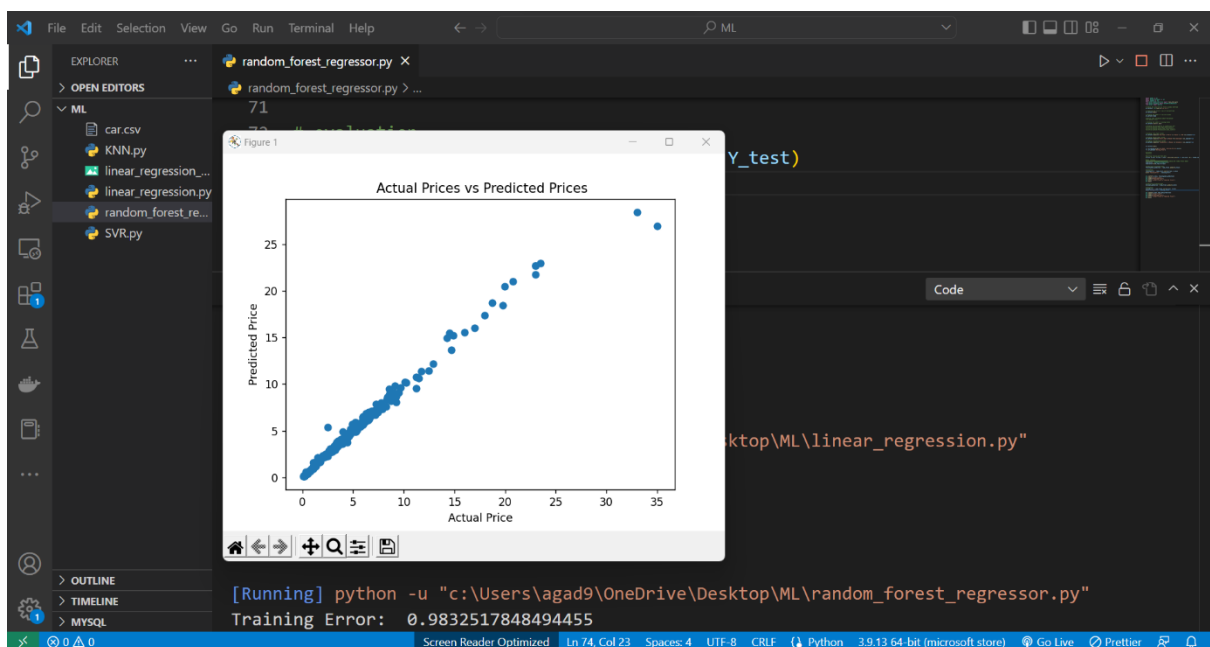 File Edit Selection View Go Run Terminal Help
ML
EXPLORER
OPEN EDITORS
ML
car.csv
KNN.py
linear_regression_...
linear_regression.py
random_forest_re...
SVR.py
OUTLINE
TIMELINE
MYSQL
1
1
random_forest_regressor.py
random_forest_regressor.py > ...
71
Y_test)
Figure 1
Actual Prices vs Predicted Prices
Predicted Price
25
20
15
10
5
0
0 5 10 15 20 25 30 35
Actual Price
Code
sktop\ML\linear_regression.py"
[Running] python -u "c:\Users\agad9\OneDrive\Desktop\ML\random_forest_regressor.py"
Training Error: 0.9832517848494455
0 0 Screen Reader Optimized Ln 74, Col 23 Spaces: 4 UTF-8 CRLF Python 3.9.13 64-bit (microsoft store) Go Live Prettier